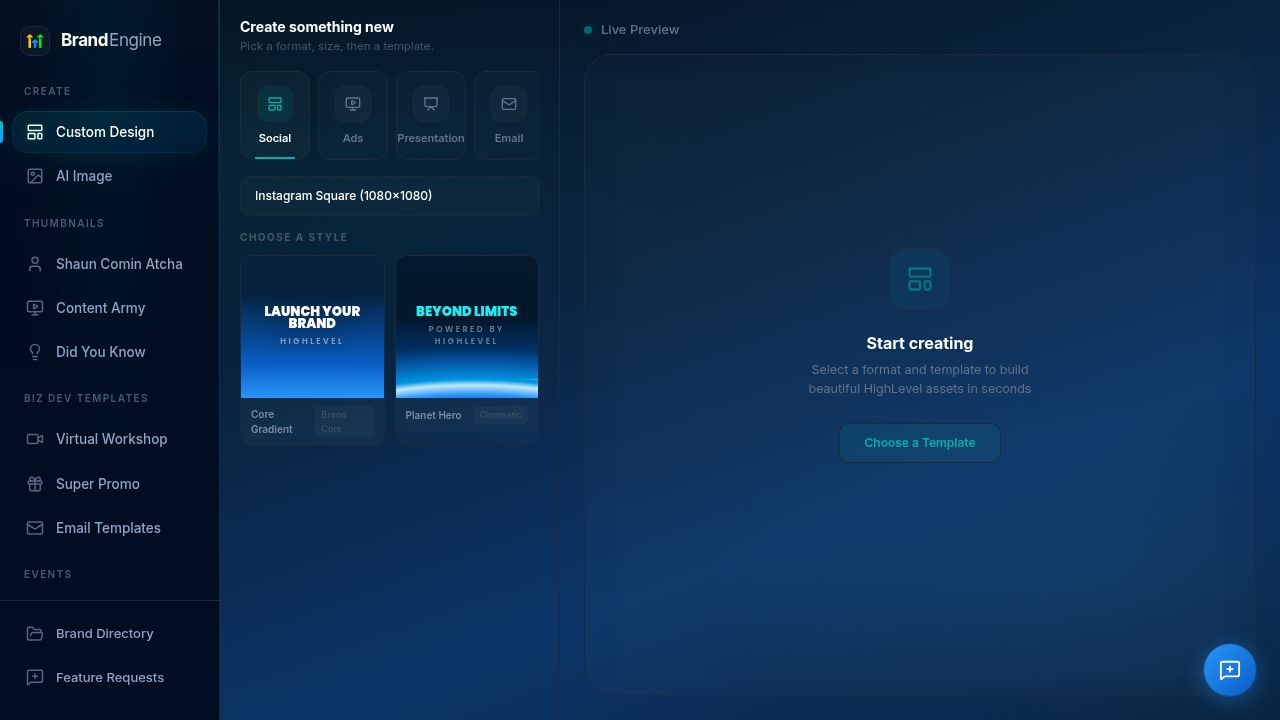 BrandEngine
CREATE
Custom Design
AI Image
THUMBNAILS
Shaun Comin Atcha
Content Army
Did You Know
BIZ DEV TEMPLATES
Virtual Workshop
Super Promo
Email Templates
EVENTS
Brand Directory
Feature Requests
Create something new
Pick a format, size, then a template.
Social
Ads
Presentation
Email
Instagram Square (1080×1080)
CHOOSE A STYLE
LAUNCH YOUR
BRAND
HIGHLEVEL
Core
Gradient
Brand
Core
BEYOND LIMITS
POWERED BY
HIGHLEVEL
Planet Hero
Cinematic
Live Preview
Start creating
Select a format and template to build
beautiful HighLevel assets in seconds
Choose a Template